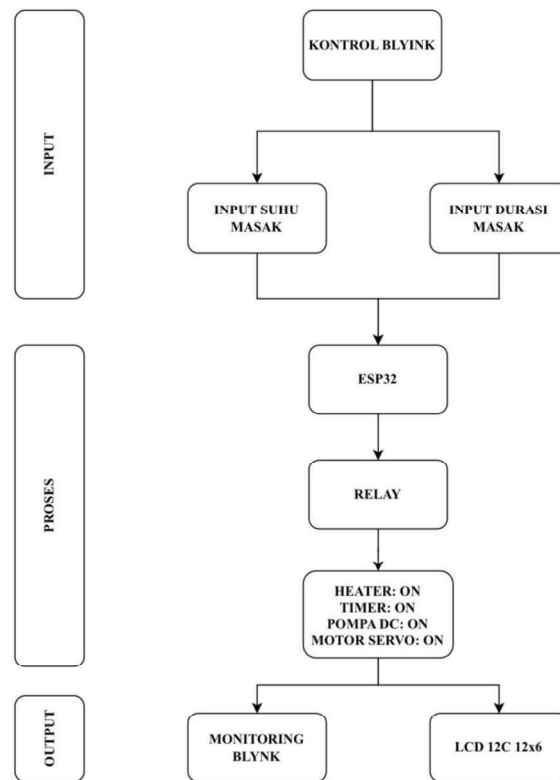 INPUT
KONTROL BLYINK
INPUT SUHU
MASAK
INPUT DURASI
MASAK
PROSES
ESP32
RELAY
HEATER: ON
TIMER: ON
POMPA DC: ON
MOTOR SERVO: ON
OUTPUT
MONITORING
BLYNK
LCD 12C 12x6